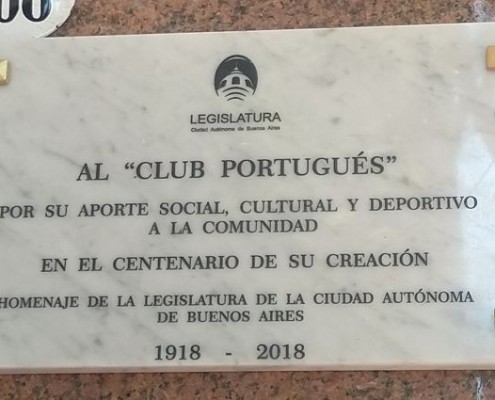 00
LEGISLATURA
Ciudad Autónoma de Buenos Aires
AL “CLUB PORTUGUÉS”
POR SU APORTE SOCIAL, CULTURAL Y DEPORTIVO
A LA COMUNIDAD
EN EL CENTENARIO DE SU CREACIÓN
HOMENAJE DE LA LEGISLATURA DE LA CIUDAD AUTÓNOMA
DE BUENOS AIRES
1918 - 2018